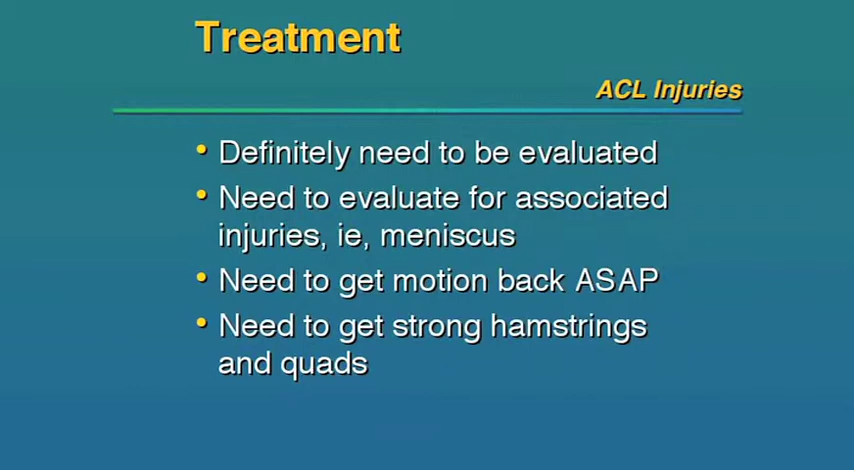 Treatment
ACL Injuries
• Definitely need to be evaluated
• Need to evaluate for associated
injuries, ie, meniscus
• Need to get motion back ASAP
• Need to get strong hamstrings
and quads